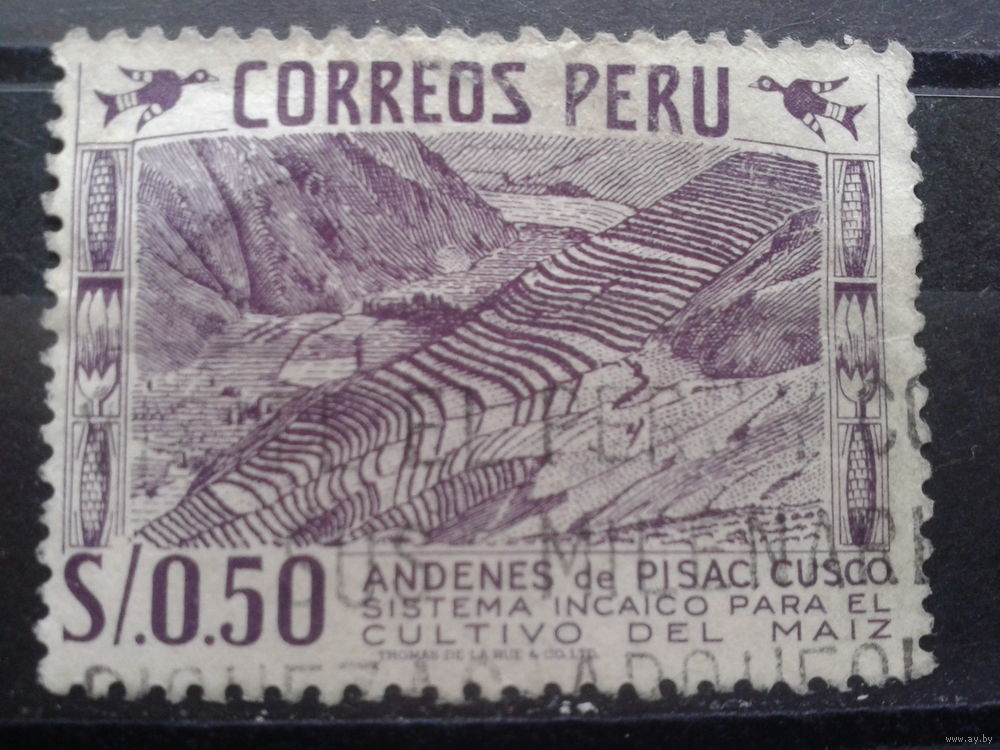 CORREOS PERU
S/.0.50
ANDENES de PISAC, CUSCO
SISTEMA INCAICO PARA EL
CULTIVO DEL MAIZ
THOMAS DE LA RUE & CO. LTD.
www.ay.by